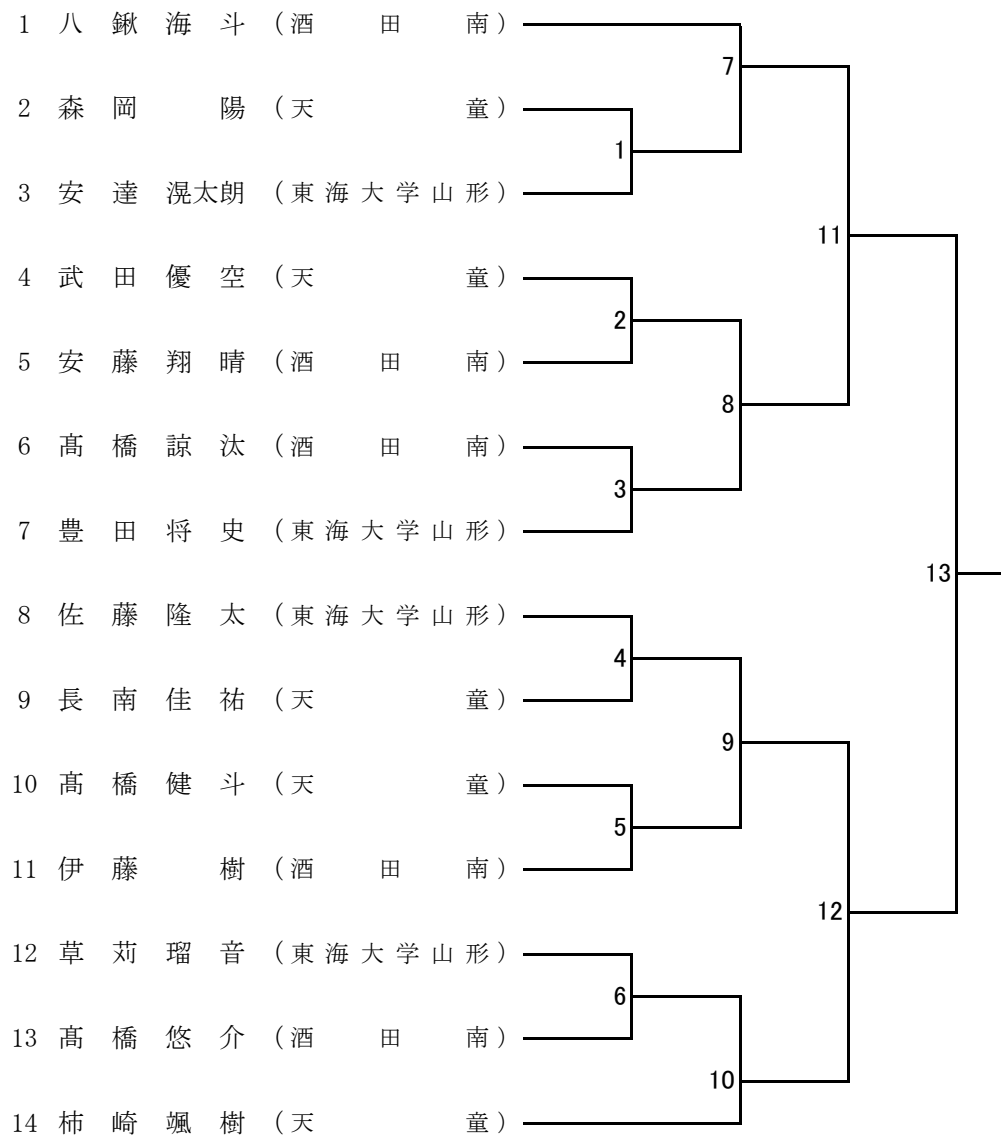 1 八鍬海斗 (酒田南)
7
2 森岡 陽 (天童)
1
3 安達滉太朗 (東海大学山形)
11
4 武田優空 (天童)
2
5 安藤翔晴 (酒田南)
8
6 髙橋諒汰 (酒田南)
3
7 豊田将史 (東海大学山形)
13
8 佐藤隆太 (東海大学山形)
4
9 長南佳祐 (天童)
9
10 髙橋健斗 (天童)
5
11 伊藤 樹 (酒田南)
12
12 草苅瑠音 (東海大学山形)
6
13 髙橋悠介 (酒田南)
10
14 柿崎颯樹 (天童)